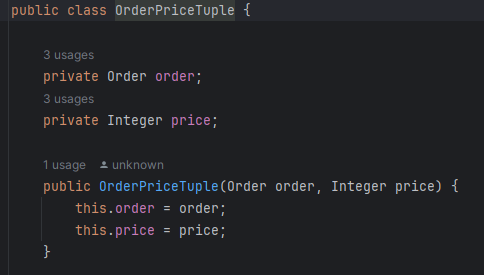 public class OrderPriceTuple {
3 usages
private Order order;
3 usages
private Integer price;
1 usage unknown
public OrderPriceTuple(Order order, Integer price) {
this.order = order;
this.price = price;
}